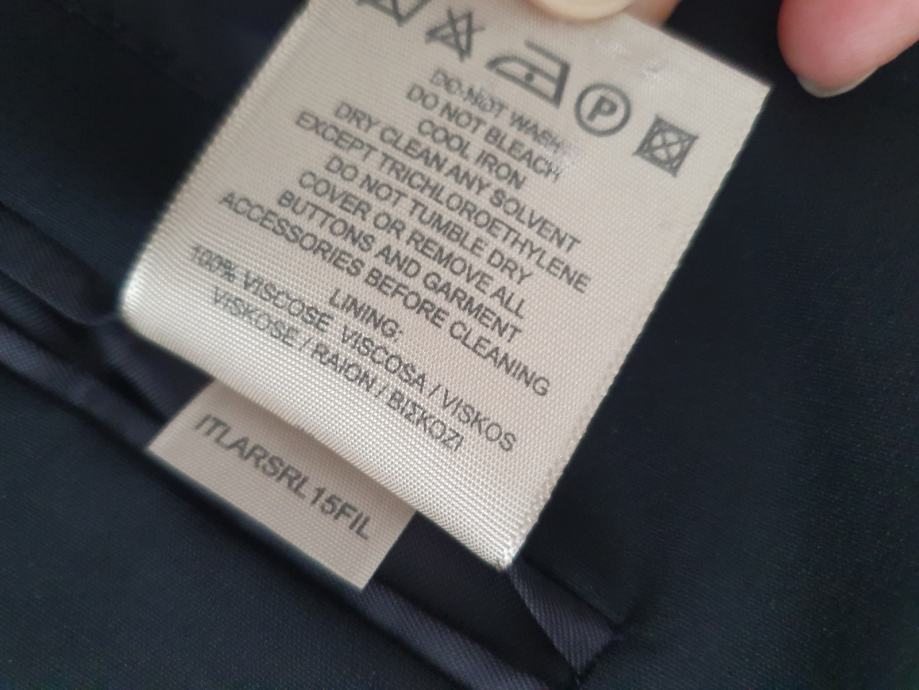 P
DO NOT WASH
DO NOT BLEACH
COOL IRON
DRY CLEAN ANY SOLVENT
EXCEPT TRICHLOROETHYLENE
DO NOT TUMBLE DRY
COVER OR REMOVE ALL
BUTTONS AND GARMENT
ACCESSORIES BEFORE CLEANING
LINING:
100% VISCOSE VISCOSA / VISKOS
VISKOSE / RAION / ΒΙΣΚΟΖΙ
ITLARSRL15FIL